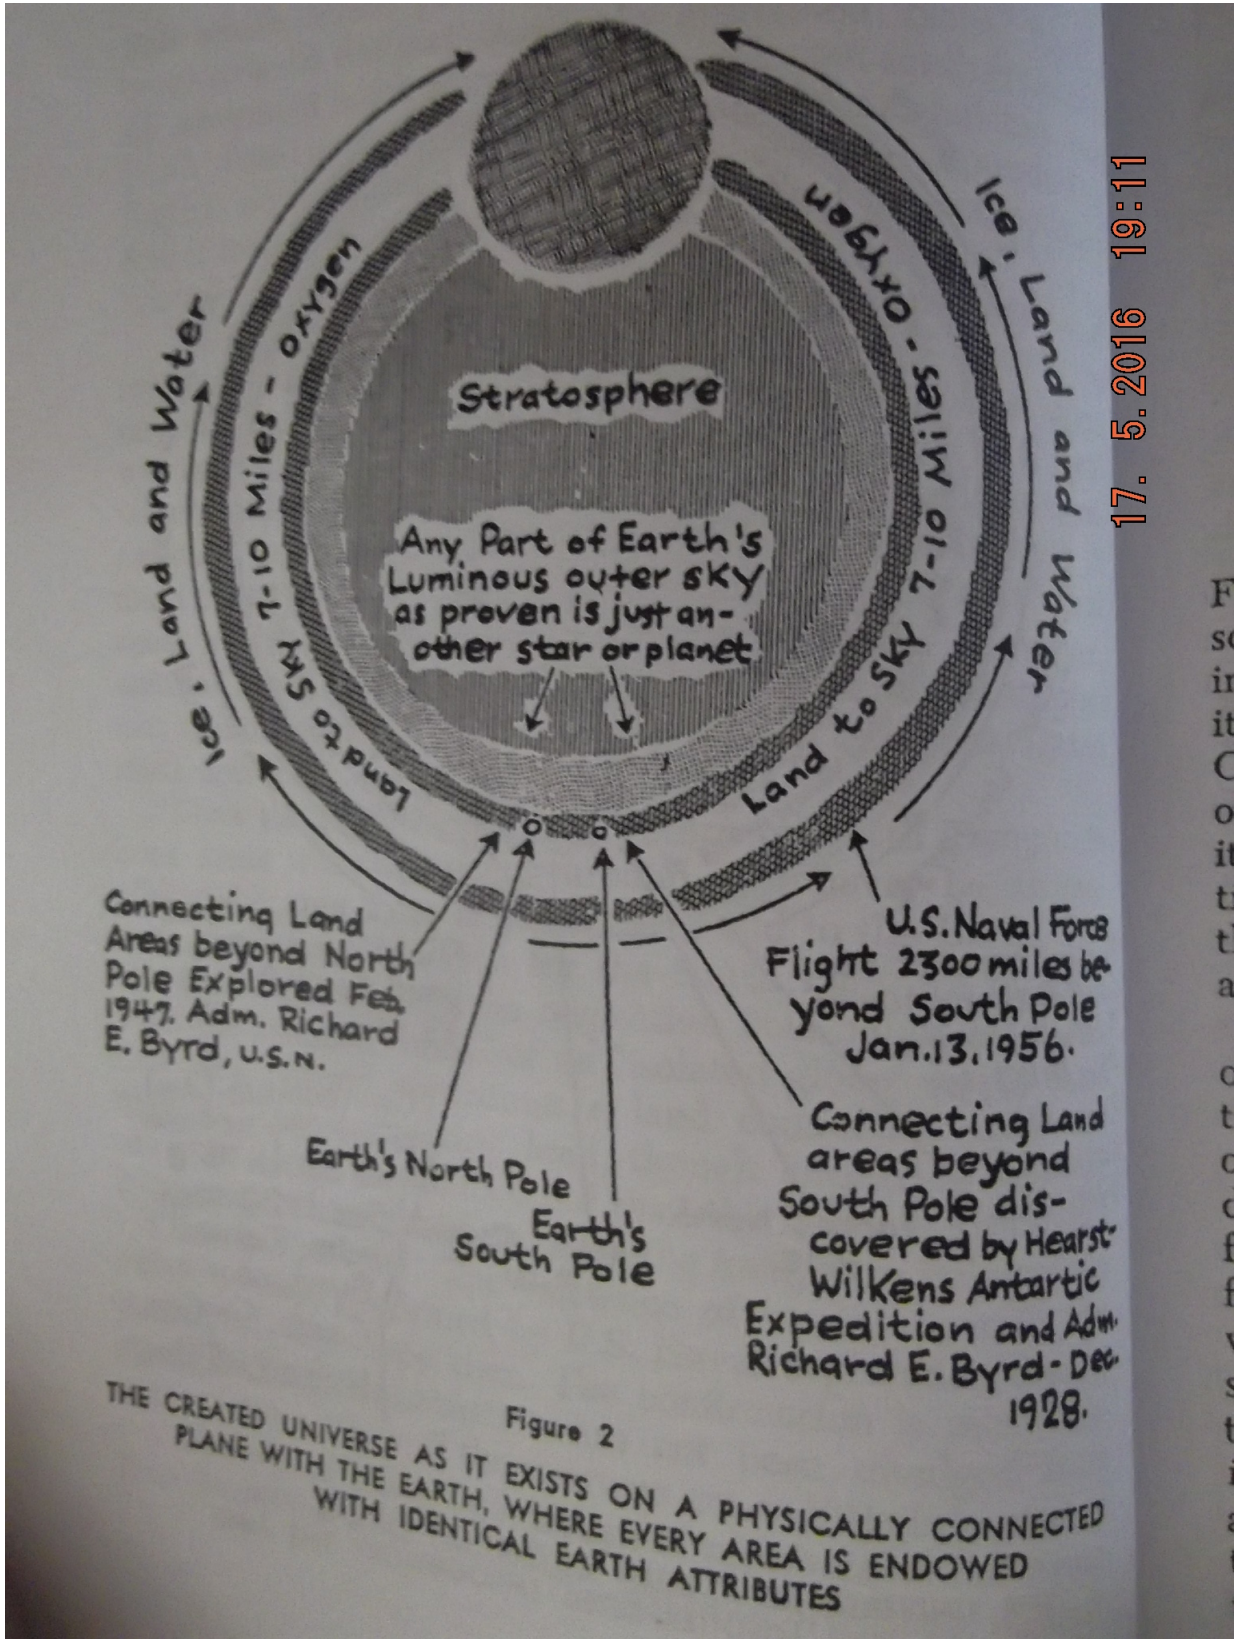 Ice, Land and Water
Land to Sky 7-10 Miles - Oxygen
Stratosphere
Any Part of Earth's
Luminous outer sky
as proven is just an-
other star or planet
Land to Sky 7-10 Miles - Oxygen
Ice, Land and Water
17. 5.2016 19:11
Connecting Land
Areas beyond North
Pole Explored Feb.
1947. Adm. Richard
E. Byrd, U.S.N.
Earth's North Pole
Earth's
South Pole
U.S. Naval Force
Flight 2300 miles be-
yond South Pole
Jan.13,1956.
Connecting Land
areas beyond
South Pole dis-
covered by Hearst-
Wilkens Antartic
Expedition and Adm.
Richard E. Byrd-Dec.
1928.
Figure 2
THE CREATED UNIVERSE AS IT EXISTS ON A PHYSICALLY CONNECTED
PLANE WITH THE EARTH, WHERE EVERY AREA IS ENDOWED
WITH IDENTICAL EARTH ATTRIBUTES